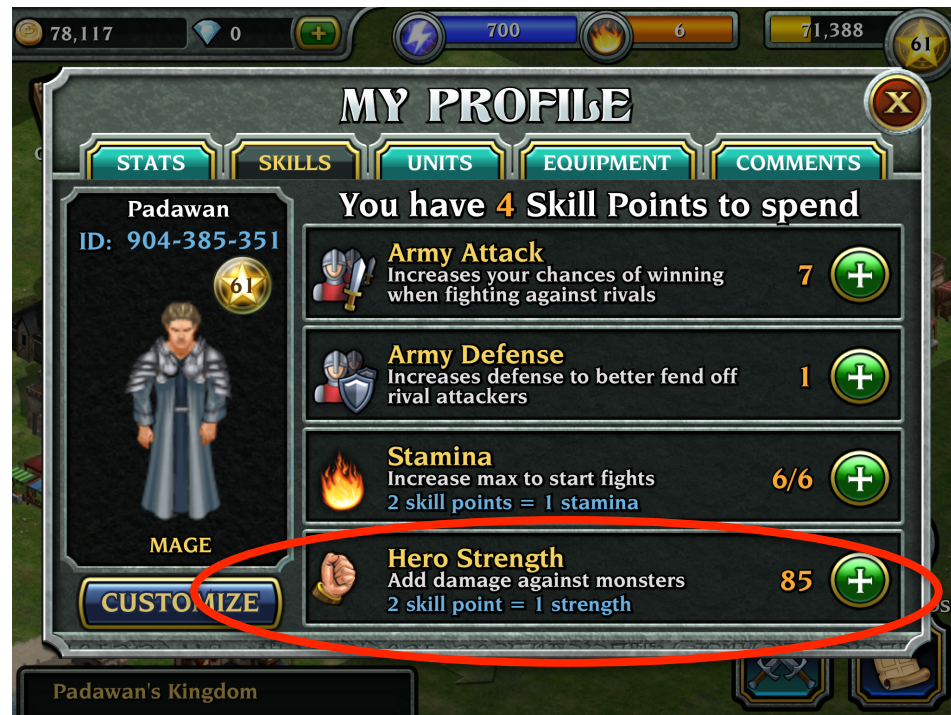 78,117
0
700
6
71,388
61
MY PROFILE
X
STATS
SKILLS
UNITS
EQUIPMENT
COMMENTS
Padawan
ID: 904-385-351
61
MAGE
CUSTOMIZE
You have 4 Skill Points to spend
Army Attack
Increases your chances of winning
when fighting against rivals
7
Army Defense
Increases defense to better fend off
rival attackers
1
Stamina
Increase max to start fights
2 skill points = 1 stamina
6/6
Hero Strength
Add damage against monsters
2 skill point = 1 strength
85
Padawan's Kingdom